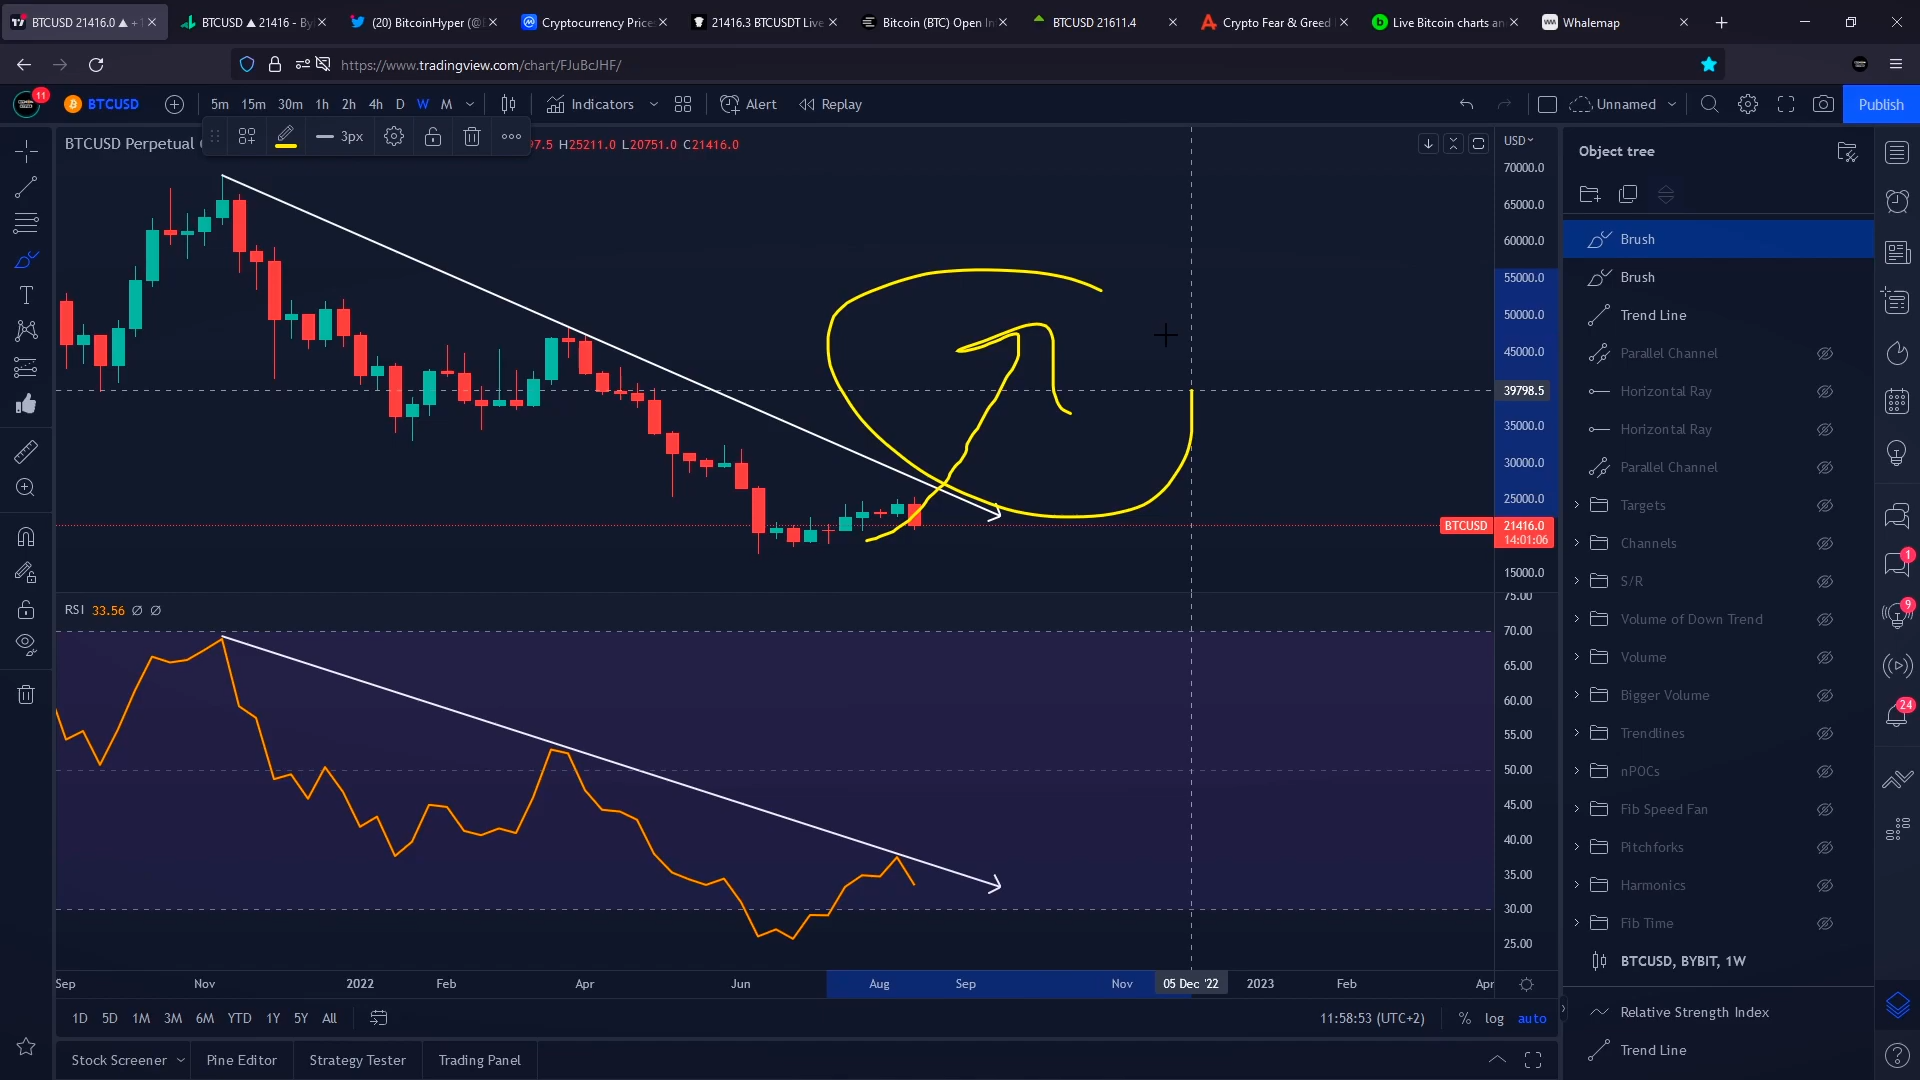 BTCUSD 21416.0 ▲ + 1
BTCUSD ▲ 21416 - By
(20) BitcoinHyper (@
Cryptocurrency Price
21416.3 BTCUSDT Live
Bitcoin (BTC) Open In
BTCUSD 21611.4
Crypto Fear & Greed
Live Bitcoin charts an
Whalemap
https://www.tradingview.com/chart/FJuBcJHF/
11
BTCUSD
5m 15m 30m 1h 2h 4h D W M
Indicators
Alert
Replay
Unnamed
Publish
BTCUSD Perpetual
3px
97.5 H25211.0 L20751.0 C21416.0
USD
70000.0
65000.0
60000.0
55000.0
50000.0
45000.0
39798.5
35000.0
30000.0
25000.0
BTCUSD 21416.0
14:01:06
15000.0
RSI 33.56 Ø Ø
75.00
70.00
65.00
60.00
55.00
50.00
45.00
40.00
35.00
30.00
25.00
Sep Nov 2022 Feb Apr Jun Aug Sep Nov 05 Dec '22 2023 Feb Apr
1D 5D 1M 3M 6M YTD 1Y 5Y All
11:58:53 (UTC+2) % log auto
Stock Screener Pine Editor Strategy Tester Trading Panel
Object tree
Brush
Brush
Trend Line
Parallel Channel
Horizontal Ray
Horizontal Ray
Parallel Channel
Targets
Channels
S/R
Volume of Down Trend
Volume
Bigger Volume
Trendlines
nPOCs
Fib Speed Fan
Pitchforks
Harmonics
Fib Time
BTCUSD, BYBIT, 1W
Relative Strength Index
Trend Line
1
9
24